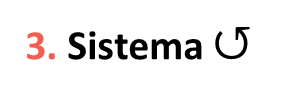 3. Sistema ↺